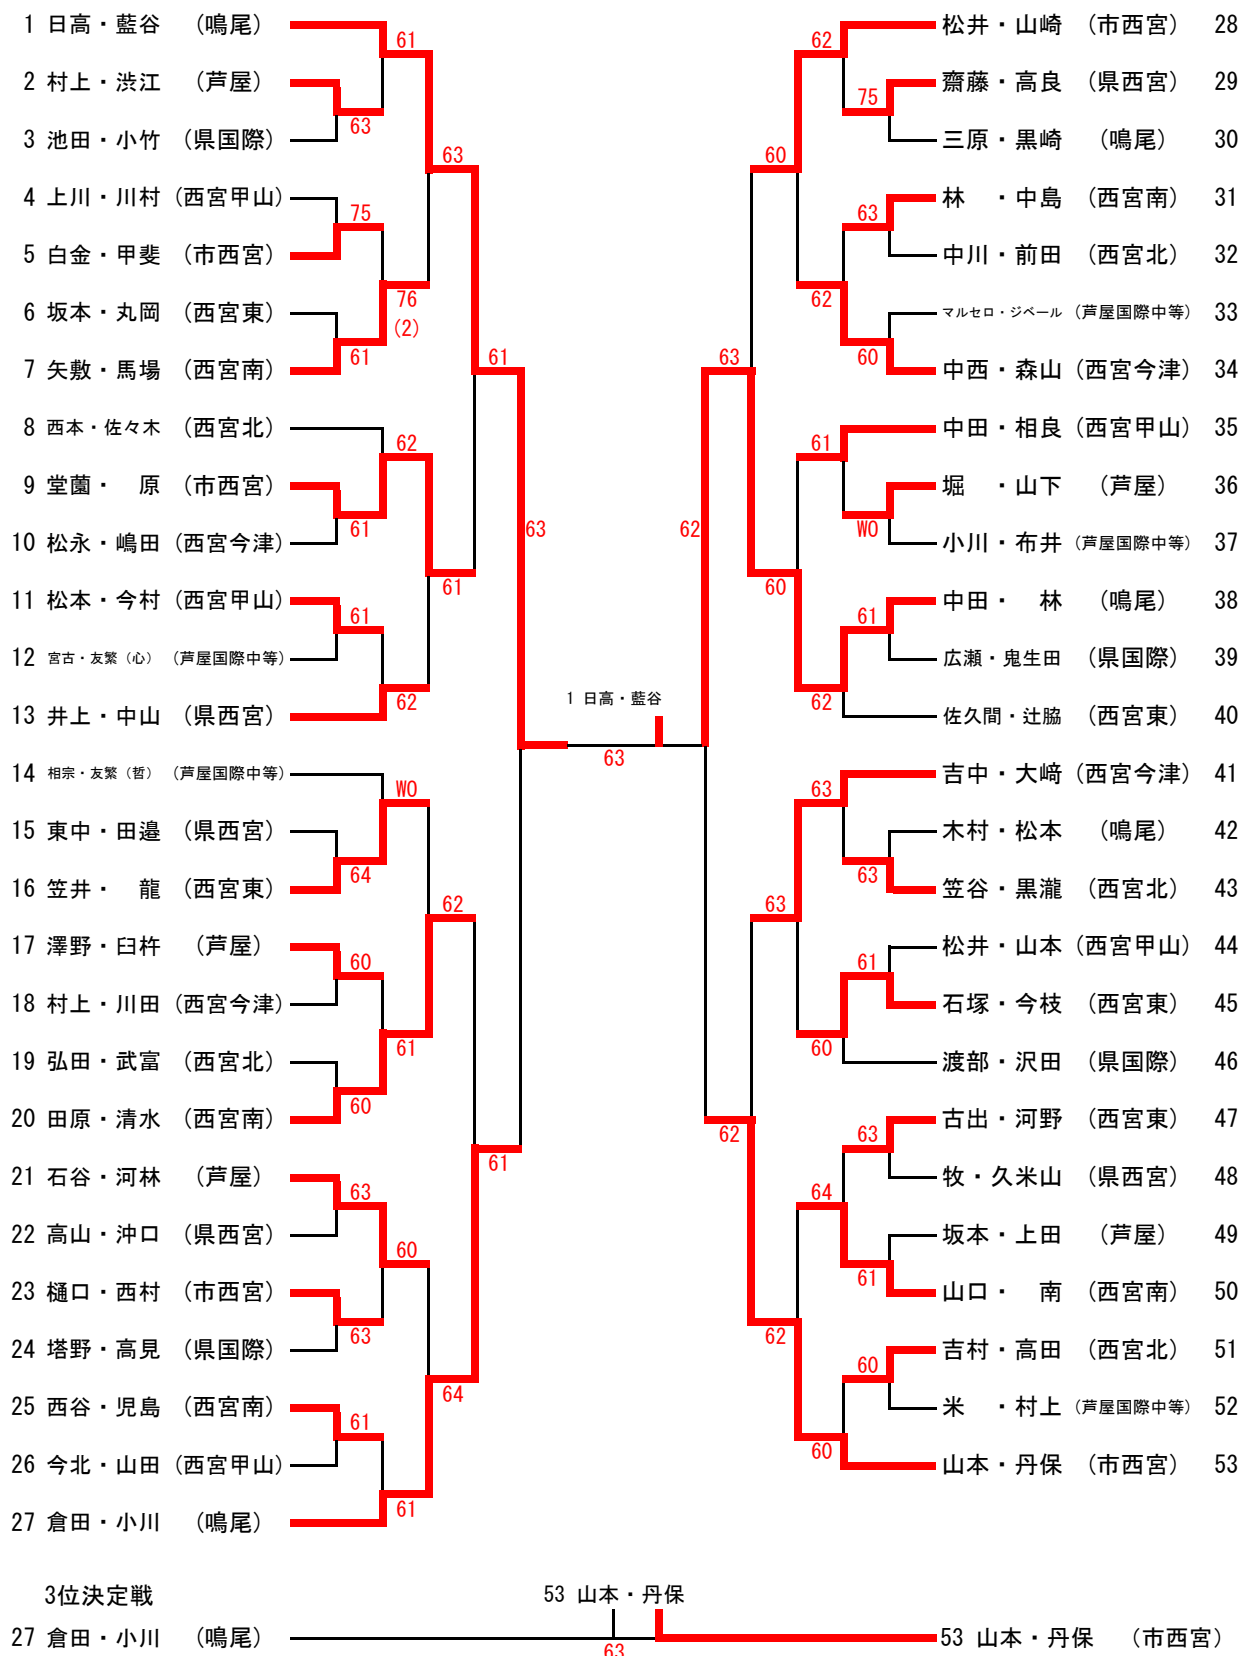 1 日高・藍谷 （鳴尾）
2 村上・渋江 （芦屋）
3 池田・小竹 （県国際）
4 上川・川村 （西宮甲山）
5 白金・甲斐 （市西宮）
6 坂本・丸岡 （西宮東）
7 矢敷・馬場 （西宮南）
8 西本・佐々木 （西宮北）
9 堂薗・ 原 （市西宮）
10 松永・嶋田 （西宮今津）
11 松本・今村 （西宮甲山）
12 宮古・友繁（心） （芦屋国際中等）
13 井上・中山 （県西宮）
14 相宗・友繁（哲） （芦屋国際中等）
15 東中・田邉 （県西宮）
16 笠井・ 龍 （西宮東）
17 澤野・臼杵 （芦屋）
18 村上・川田 （西宮今津）
19 弘田・武富 （西宮北）
20 田原・清水 （西宮南）
21 石谷・河林 （芦屋）
22 高山・沖口 （県西宮）
23 樋口・西村 （市西宮）
24 塔野・高見 （県国際）
25 西谷・児島 （西宮南）
26 今北・山田 （西宮甲山）
27 倉田・小川 （鳴尾）
63
75
61
61
61
64
60
60
63
63
61
61
76
(2)
62
62
WO
61
60
61
63
61
62
64
61
61
63
1 日高・藍谷
63
62
63
62
60
60
63
62
62
62
61
62
63
60
64
60
75
63
60
WO
61
63
61
63
61
60
松井・山崎 （市西宮） 28
齋藤・高良 （県西宮） 29
三原・黒崎 （鳴尾） 30
林 ・中島 （西宮南） 31
中川・前田 （西宮北） 32
マルセロ・ジベール （芦屋国際中等） 33
中西・森山 （西宮今津） 34
中田・相良 （西宮甲山） 35
堀 ・山下 （芦屋） 36
小川・布井 （芦屋国際中等） 37
中田・ 林 （鳴尾） 38
広瀬・鬼生田 （県国際） 39
佐久間・辻脇 （西宮東） 40
吉中・大﨑 （西宮今津） 41
木村・松本 （鳴尾） 42
笠谷・黒瀧 （西宮北） 43
松井・山本 （西宮甲山） 44
石塚・今枝 （西宮東） 45
渡部・沢田 （県国際） 46
古出・河野 （西宮東） 47
牧・久米山 （県西宮） 48
坂本・上田 （芦屋） 49
山口・ 南 （西宮南） 50
吉村・高田 （西宮北） 51
米 ・村上 （芦屋国際中等） 52
山本・丹保 （市西宮） 53
3位決定戦
53 山本・丹保
27 倉田・小川 （鳴尾）
63
53 山本・丹保 （市西宮）